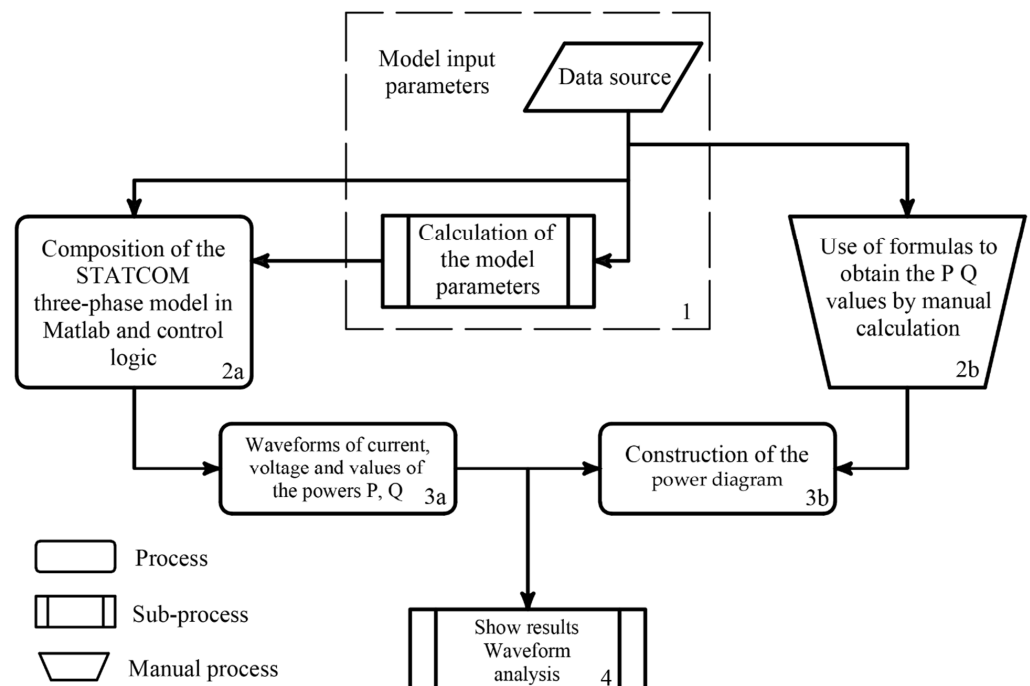 Model input
parameters
Data source
Calculation of
the model
parameters
1
Composition of the
STATCOM
three-phase model in
Matlab and control
logic
2a
Use of formulas to
obtain the P Q
values by manual
calculation
2b
Waveforms of current,
voltage and values of
the powers P, Q
3a
Construction of the
power diagram
3b
Process
Sub-process
Manual process
Show results
Waveform
analysis
4